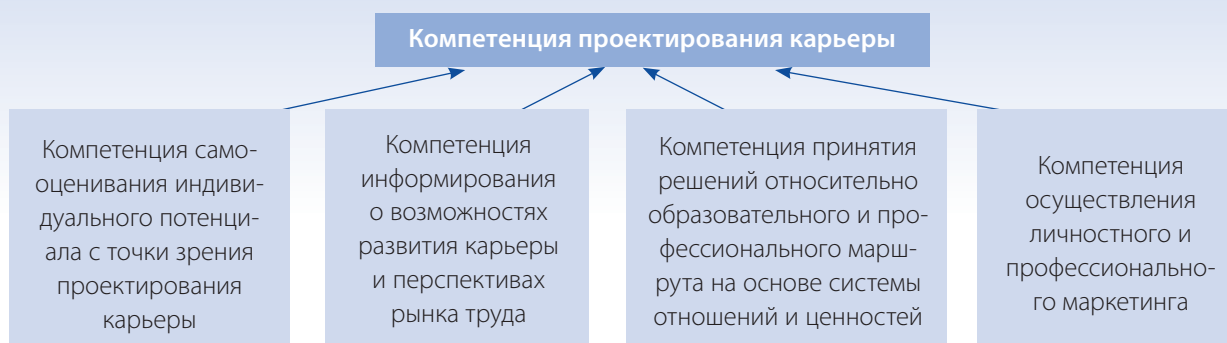 Компетенция проектирования карьеры
Компетенция само-
оценивания индиви-
дуального потенци-
ала с точки зрения
проектирования
карьеры
Компетенция
информирования
о возможностях
развития карьеры
и перспективах
рынка труда
Компетенция принятия
решений относительно
образовательного и про-
фессионального марш-
рута на основе системы
отношений и ценностей
Компетенция
осуществления
личностного и
профессионально-
го маркетинга